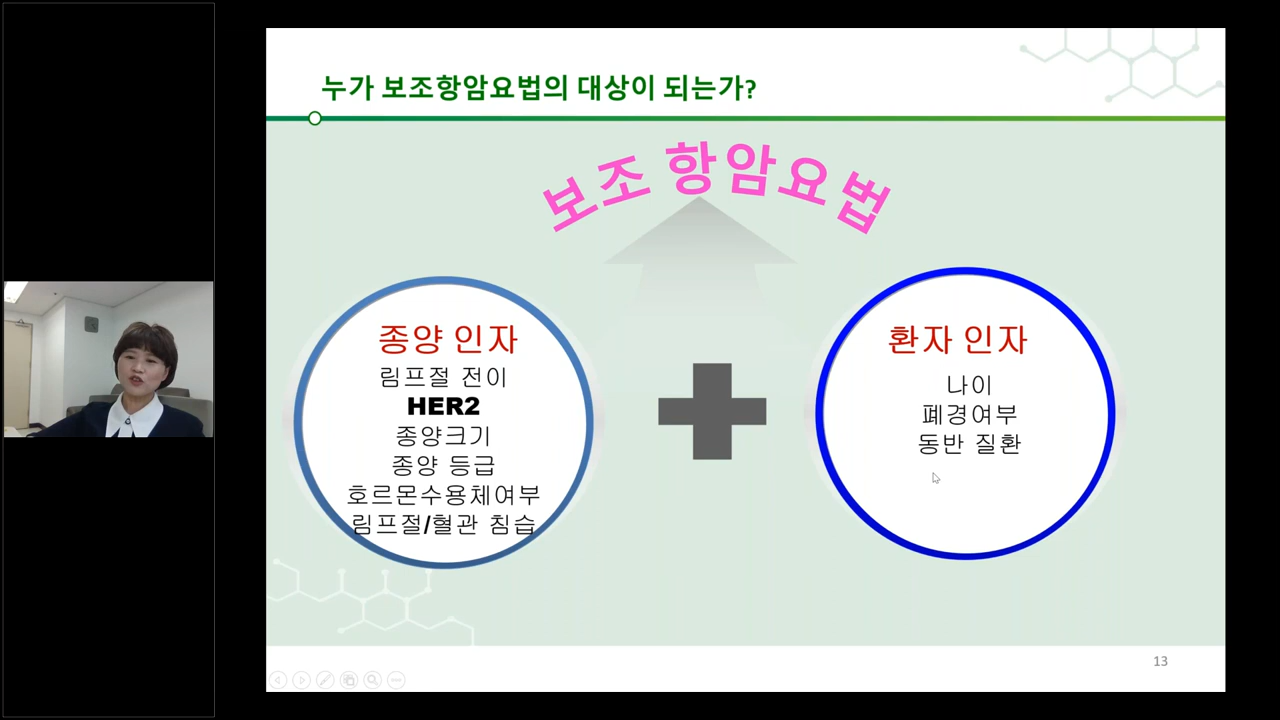 누가 보조항암요법의 대상이 되는가?
보조 항암요법
종양 인자
림프절 전이
HER2
종양크기
종양 등급
호르몬수용체여부
림프절/혈관 침습
환자 인자
나이
폐경여부
동반 질환
13